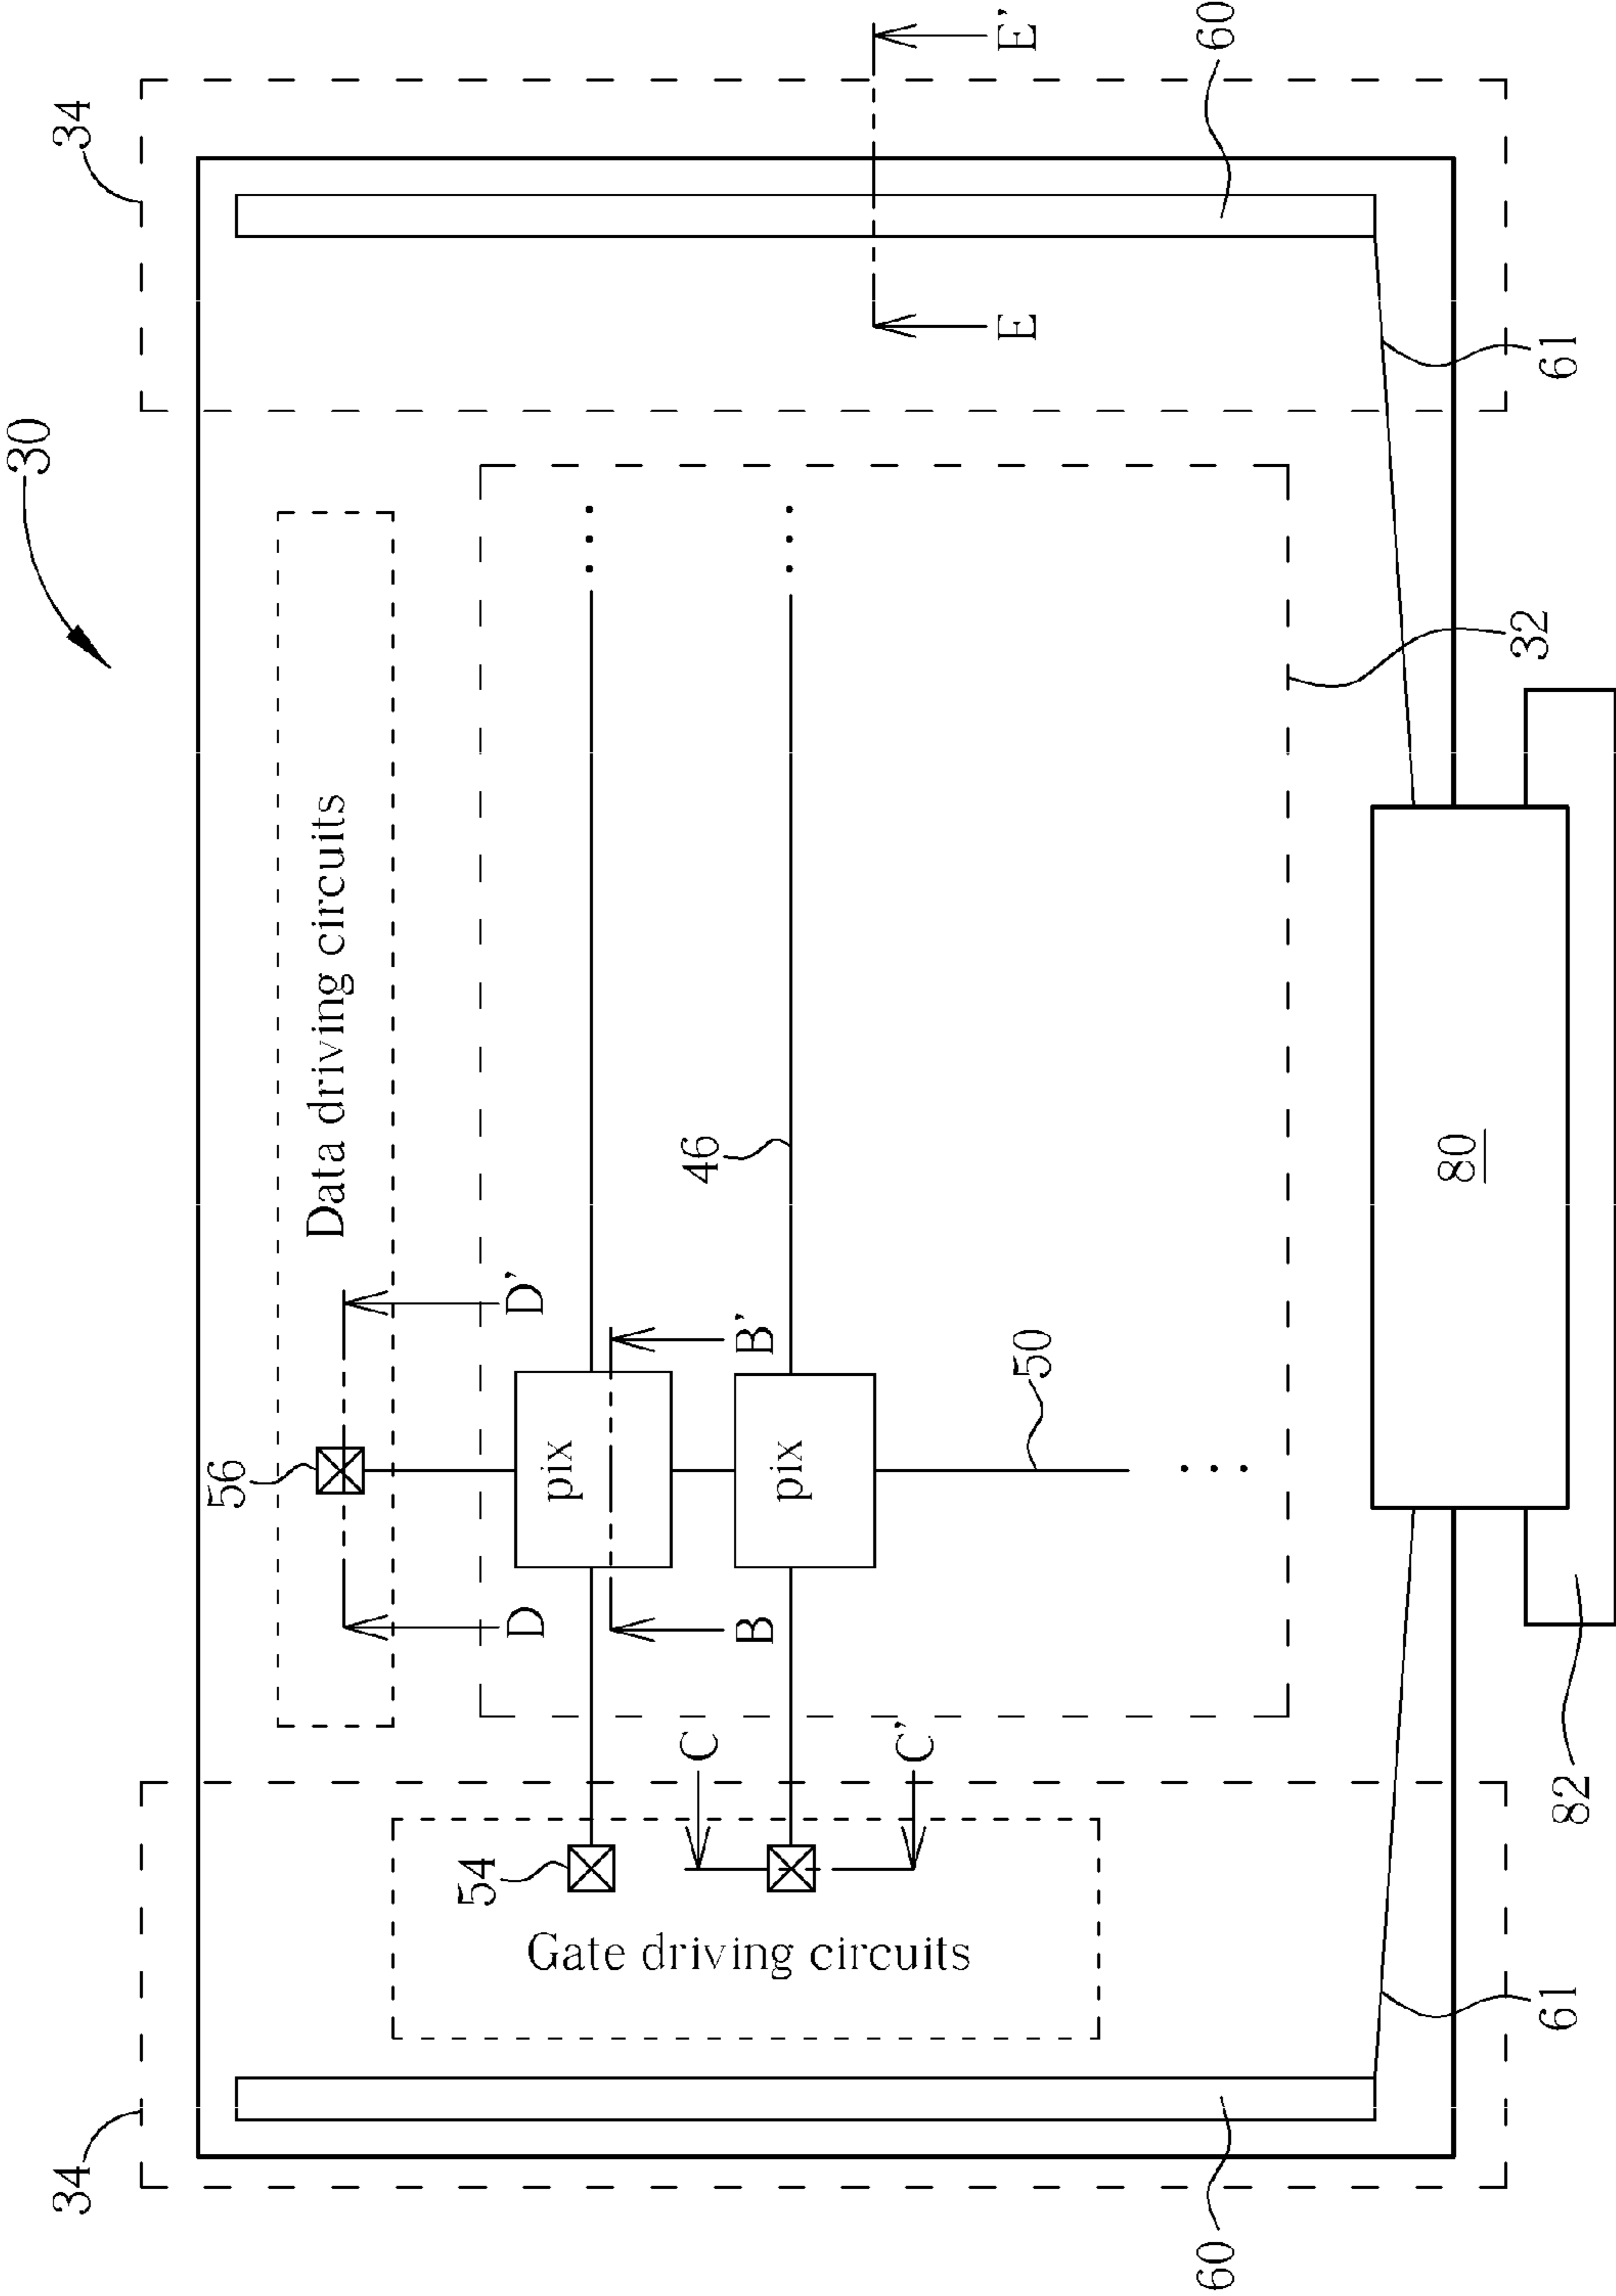 30
34
34
56
Data driving circuits
54
D
D'
pix
C
46
B
B'
pix
Gate driving circuits
C'
50
E
E'
60
60
80
32
61
61
82